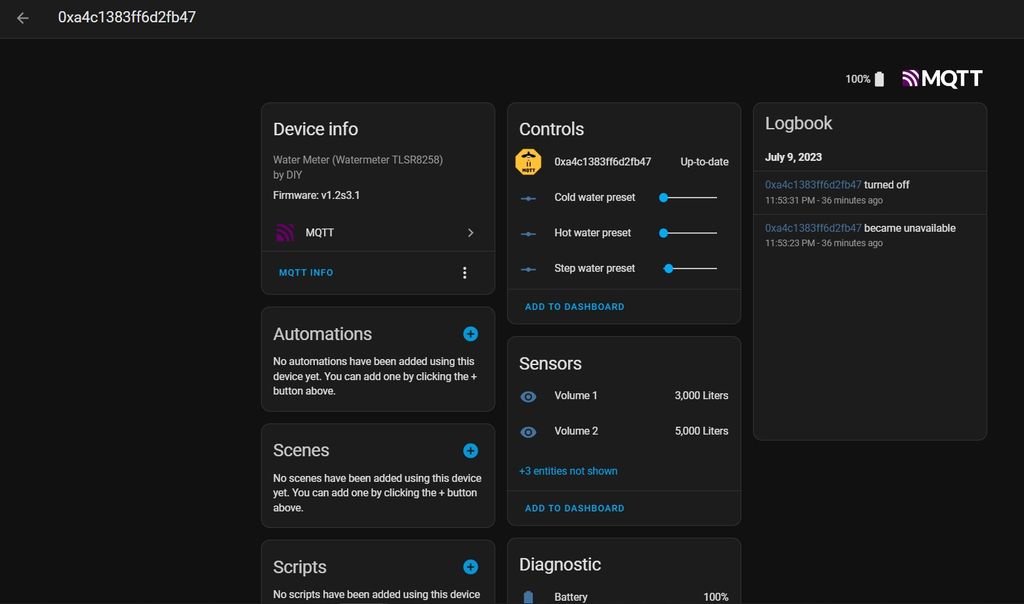 0xa4c1383ff6d2fb47
100%
MQTT
Device info
Water Meter (Watermeter TLSR8258)
by DIY
Firmware: v1.2s3.1
MQTT
MQTT INFO
Automations
No automations have been added using this
device yet. You can add one by clicking the +
button above.
Scenes
No scenes have been added using this device
yet. You can add one by clicking the + button
above.
Scripts
No scripts have been added using this device
Controls
MQTT
0xa4c1383ff6d2fb47 Up-to-date
Cold water preset
Hot water preset
Step water preset
ADD TO DASHBOARD
Sensors
Volume 1 3,000 Liters
Volume 2 5,000 Liters
+3 entities not shown
ADD TO DASHBOARD
Diagnostic
Battery 100%
Logbook
July 9, 2023
0xa4c1383ff6d2fb47 turned off
11:53:31 PM - 36 minutes ago
0xa4c1383ff6d2fb47 became unavailable
11:53:23 PM - 36 minutes ago